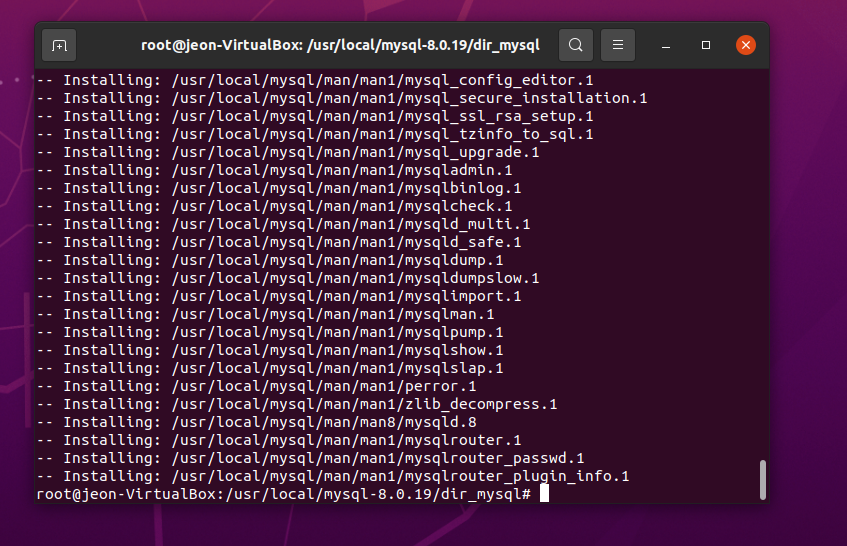 root@jeon-VirtualBox: /usr/local/mysql-8.0.19/dir_mysql
-- Installing: /usr/local/mysql/man/man1/mysql_config_editor.1
-- Installing: /usr/local/mysql/man/man1/mysql_secure_installation.1
-- Installing: /usr/local/mysql/man/man1/mysql_ssl_rsa_setup.1
-- Installing: /usr/local/mysql/man/man1/mysql_tzinfo_to_sql.1
-- Installing: /usr/local/mysql/man/man1/mysql_upgrade.1
-- Installing: /usr/local/mysql/man/man1/mysqladmin.1
-- Installing: /usr/local/mysql/man/man1/mysqlbinlog.1
-- Installing: /usr/local/mysql/man/man1/mysqlcheck.1
-- Installing: /usr/local/mysql/man/man1/mysqld_multi.1
-- Installing: /usr/local/mysql/man/man1/mysqld_safe.1
-- Installing: /usr/local/mysql/man/man1/mysqldump.1
-- Installing: /usr/local/mysql/man/man1/mysqldumpslow.1
-- Installing: /usr/local/mysql/man/man1/mysqlimport.1
-- Installing: /usr/local/mysql/man/man1/mysqlman.1
-- Installing: /usr/local/mysql/man/man1/mysqlpump.1
-- Installing: /usr/local/mysql/man/man1/mysqlshow.1
-- Installing: /usr/local/mysql/man/man1/mysqlslap.1
-- Installing: /usr/local/mysql/man/man1/perror.1
-- Installing: /usr/local/mysql/man/man1/zlib_decompress.1
-- Installing: /usr/local/mysql/man/man8/mysqld.8
-- Installing: /usr/local/mysql/man/man1/mysqlrouter.1
-- Installing: /usr/local/mysql/man/man1/mysqlrouter_passwd.1
-- Installing: /usr/local/mysql/man/man1/mysqlrouter_plugin_info.1
root@jeon-VirtualBox:/usr/local/mysql-8.0.19/dir_mysql#